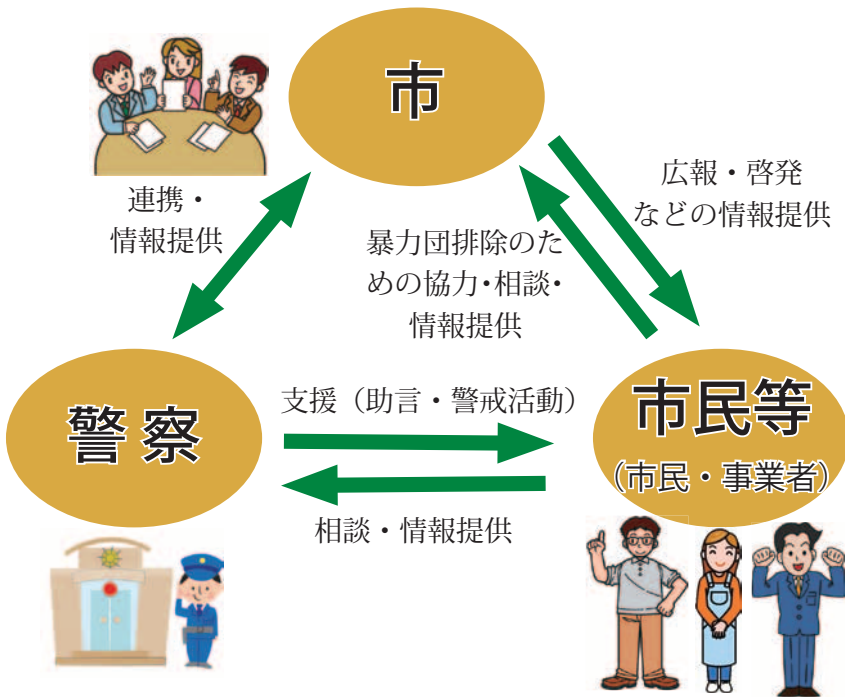 市
連携・
情報提供
広報・啓発
などの情報提供
暴力団排除のた
めの協力・相談・
情報提供
警察
支援（助言・警戒活動）
相談・情報提供
市民等
（市民・事業者）